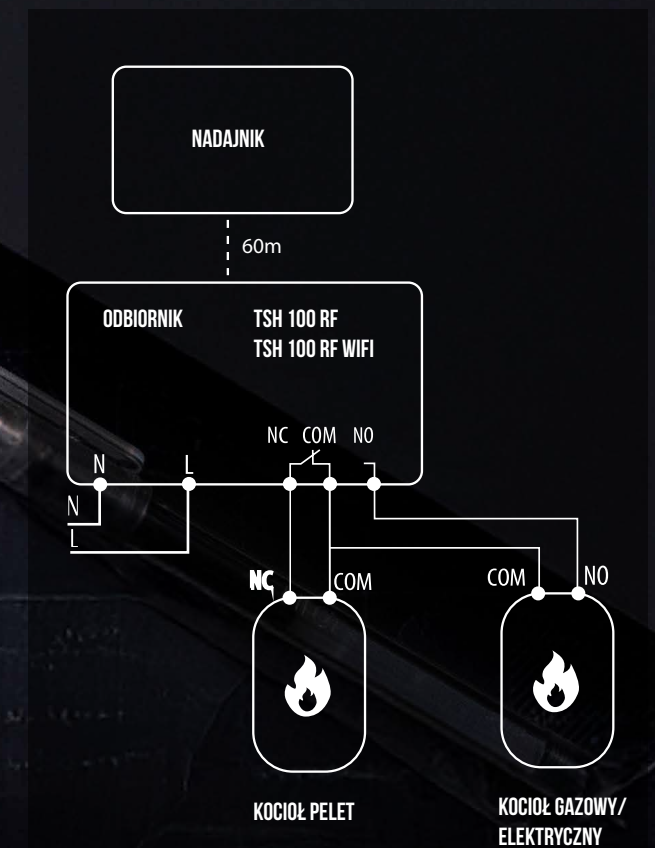 NADAJNIK
60m
ODBIORNIK
TSH 100 RF
TSH 100 RF WIFI
NC COM NO
N
L
N
L
NC
COM
COM
NO
KOCIOŁ PELET
KOCIOŁ GAZOWY/
ELEKTRYCZNY